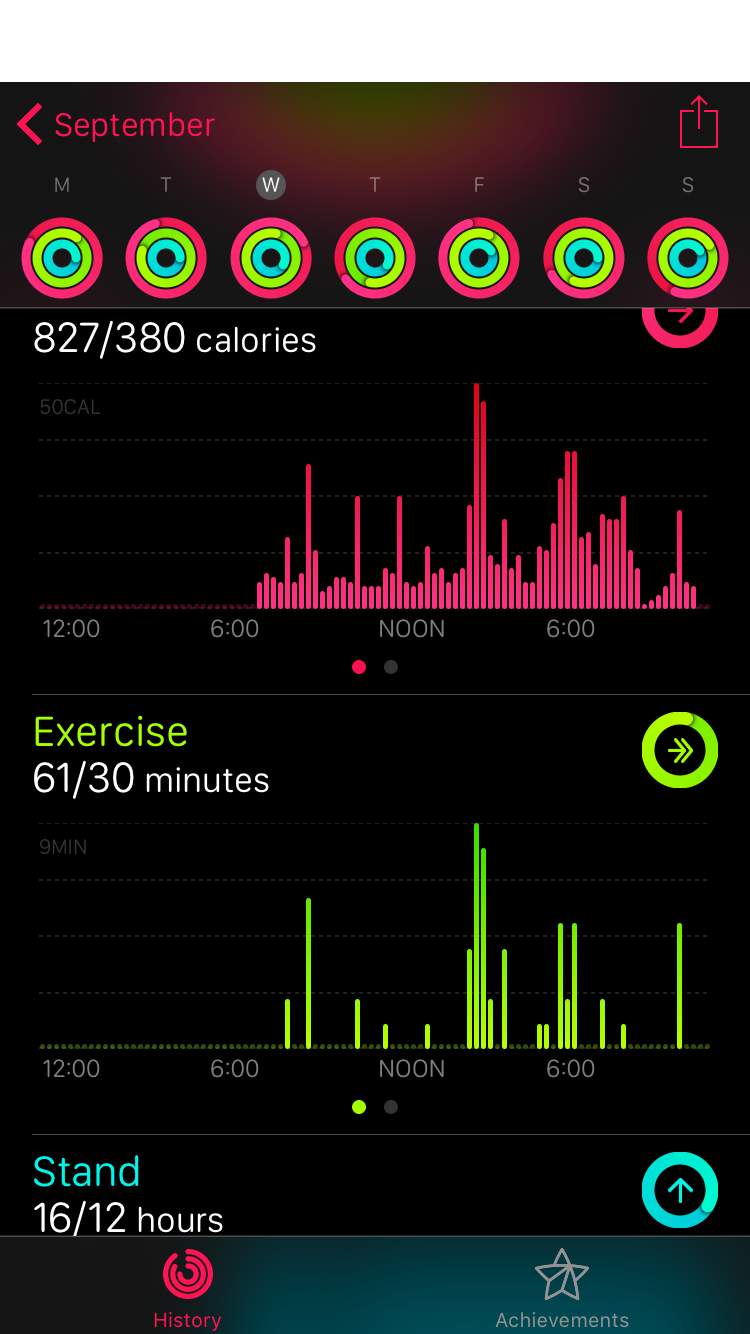 September
M T W T F S S
827/380 calories
50CAL
12:00 6:00 NOON 6:00
Exercise
61/30 minutes
9MIN
12:00 6:00 NOON 6:00
Stand
16/12 hours
History Achievements